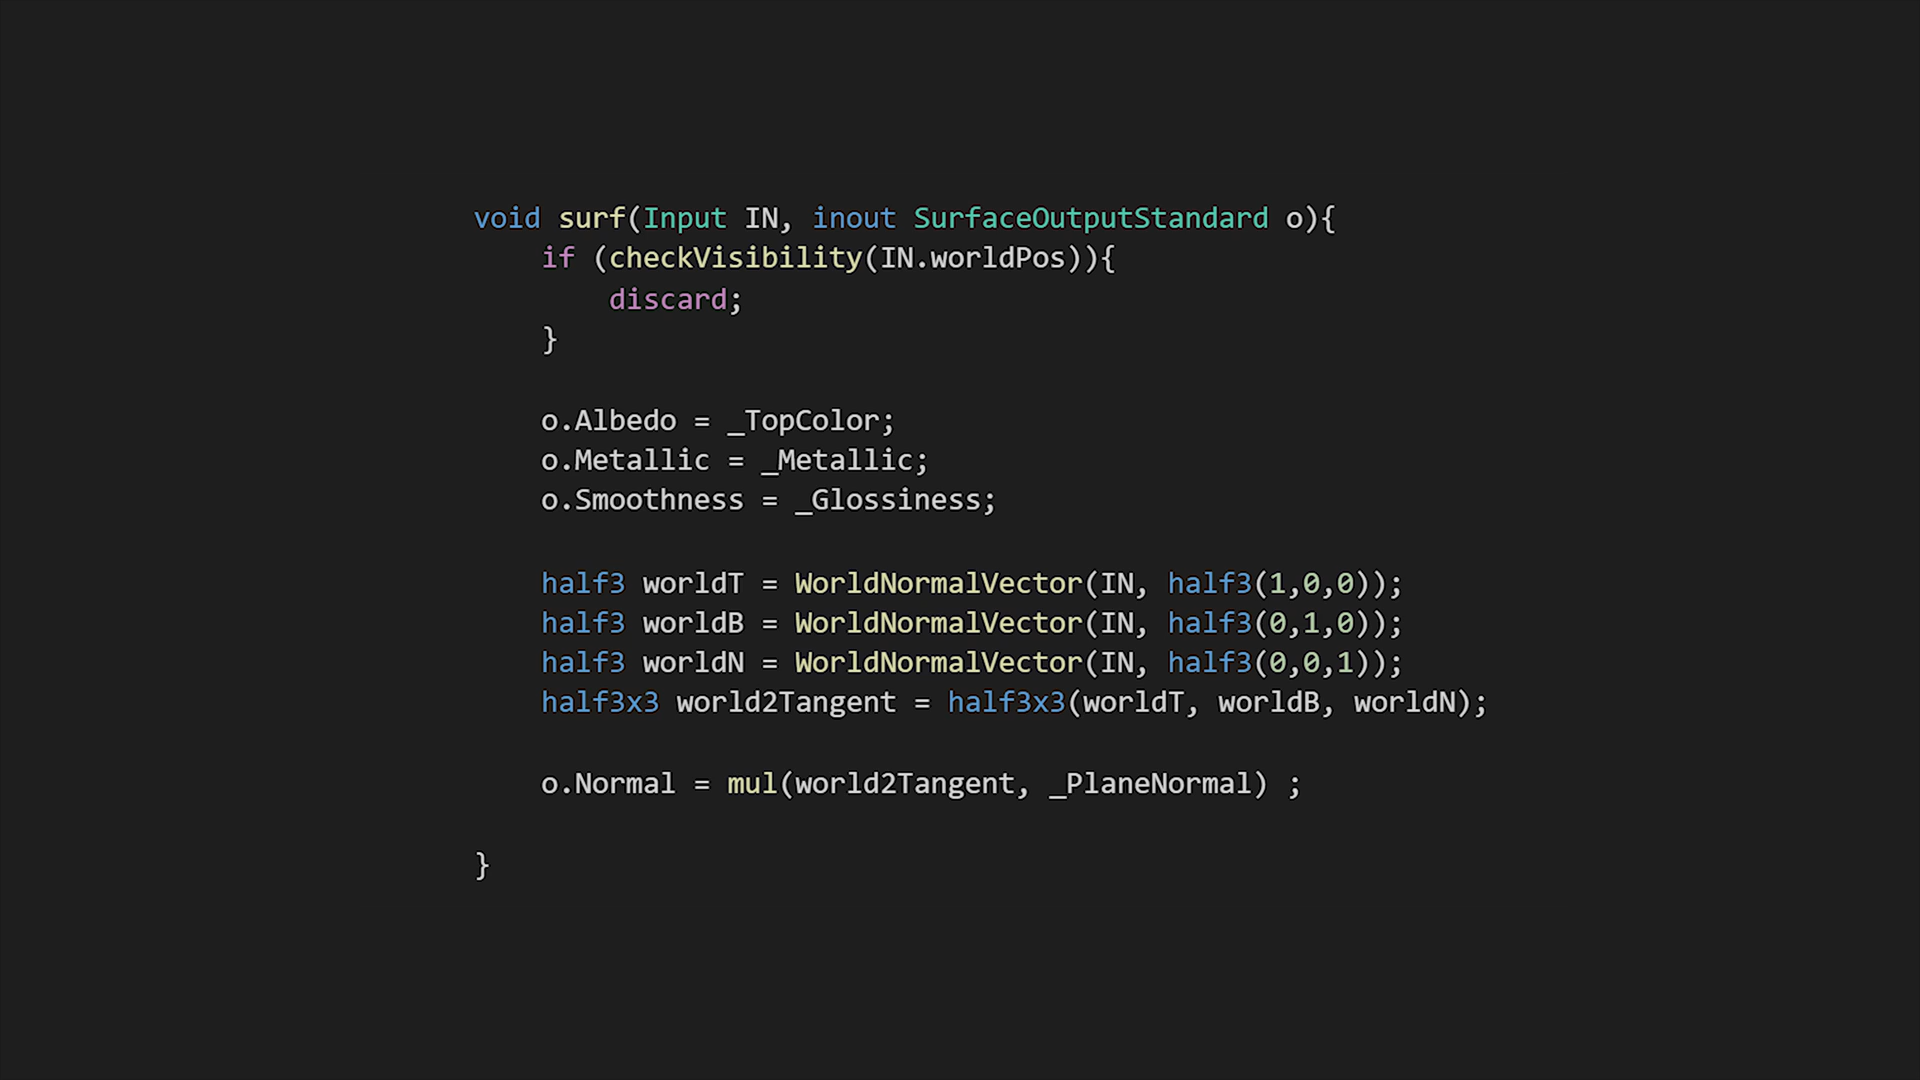 void surf(Input IN, inout SurfaceOutputStandard o){
    if (checkVisibility(IN.worldPos)){
        discard;
    }
    o.Albedo = _TopColor;
    o.Metallic = _Metallic;
    o.Smoothness = _Glossiness;
    half3 worldT = WorldNormalVector(IN, half3(1,0,0));
    half3 worldB = WorldNormalVector(IN, half3(0,1,0));
    half3 worldN = WorldNormalVector(IN, half3(0,0,1));
    half3x3 world2Tangent = half3x3(worldT, worldB, worldN);
    o.Normal = mul(world2Tangent, _PlaneNormal) ;
}